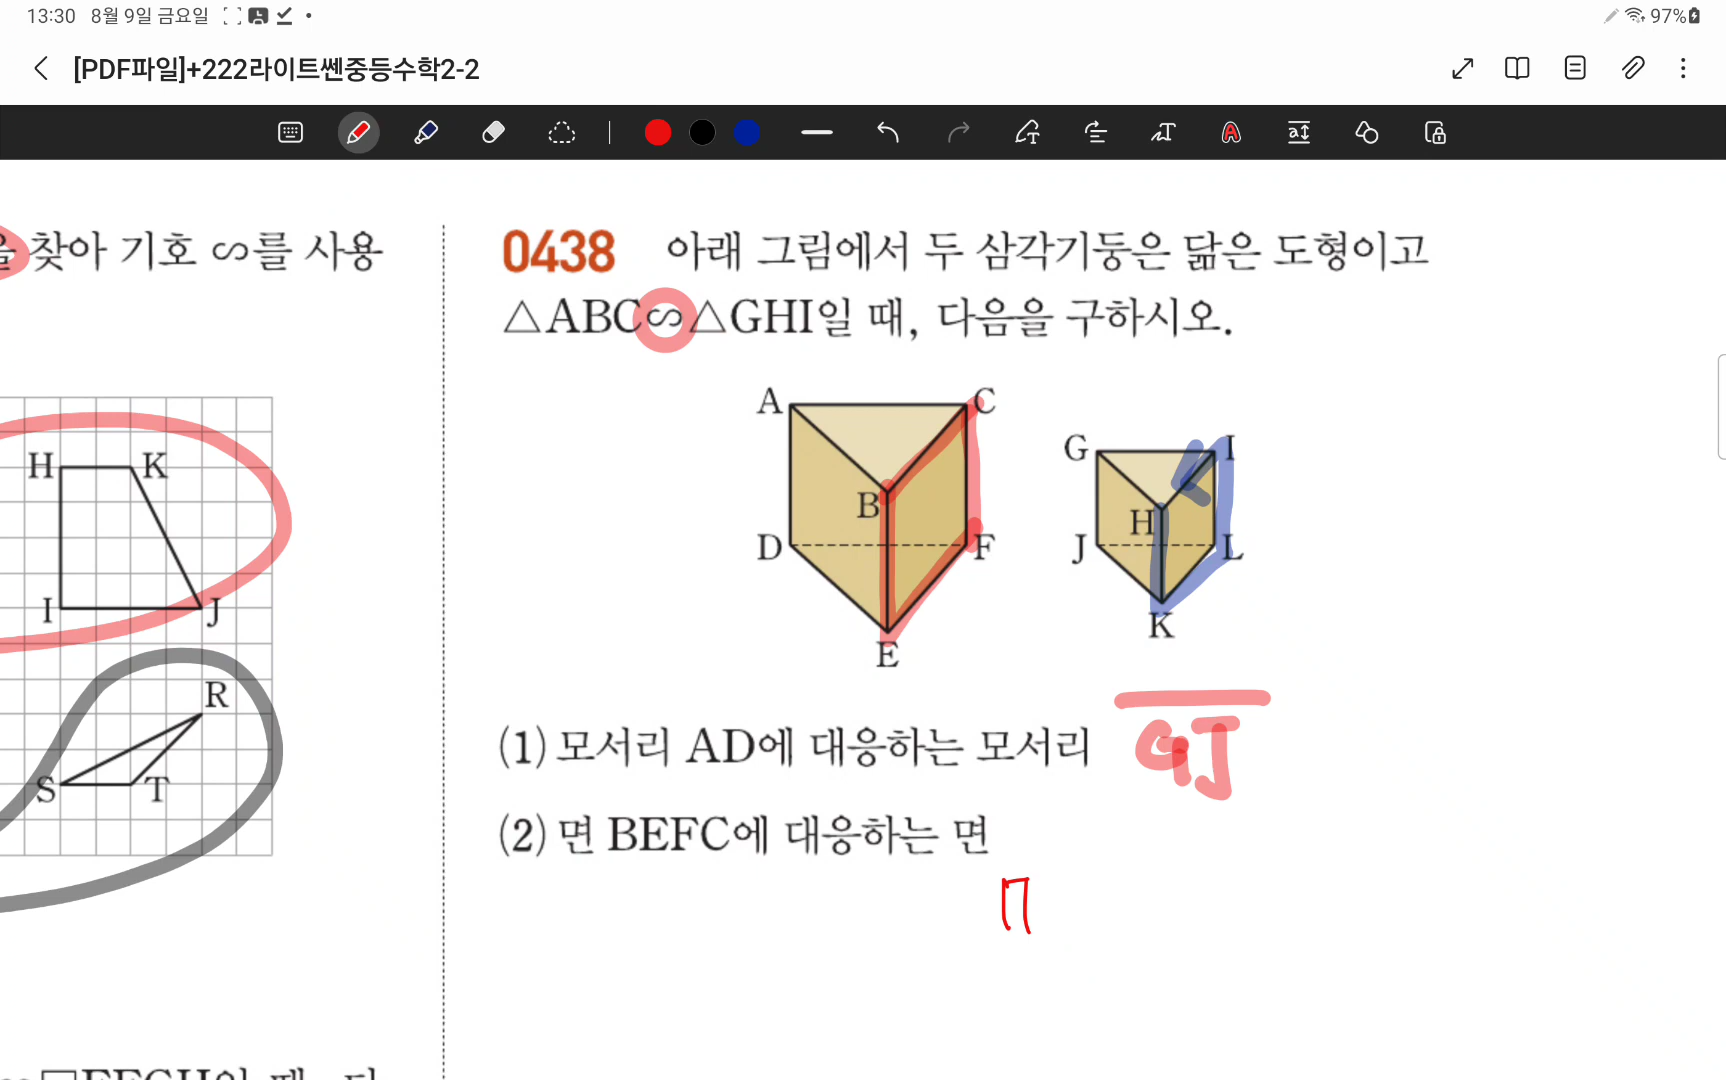 13:30 8월 9일 금요일
97%
[PDF파일]+222라이트쎈중등수학2-2
을 찾아 기호 ∽를 사용
H K
I J
R
S T
0438 아래 그림에서 두 삼각기둥은 닮은 도형이고
△ABC∽△GHI일 때, 다음을 구하시오.
A C
B
D F
E
G I
H
J L
K
(1) 모서리 AD에 대응하는 모서리 GJ
(2) 면 BEFC에 대응하는 면